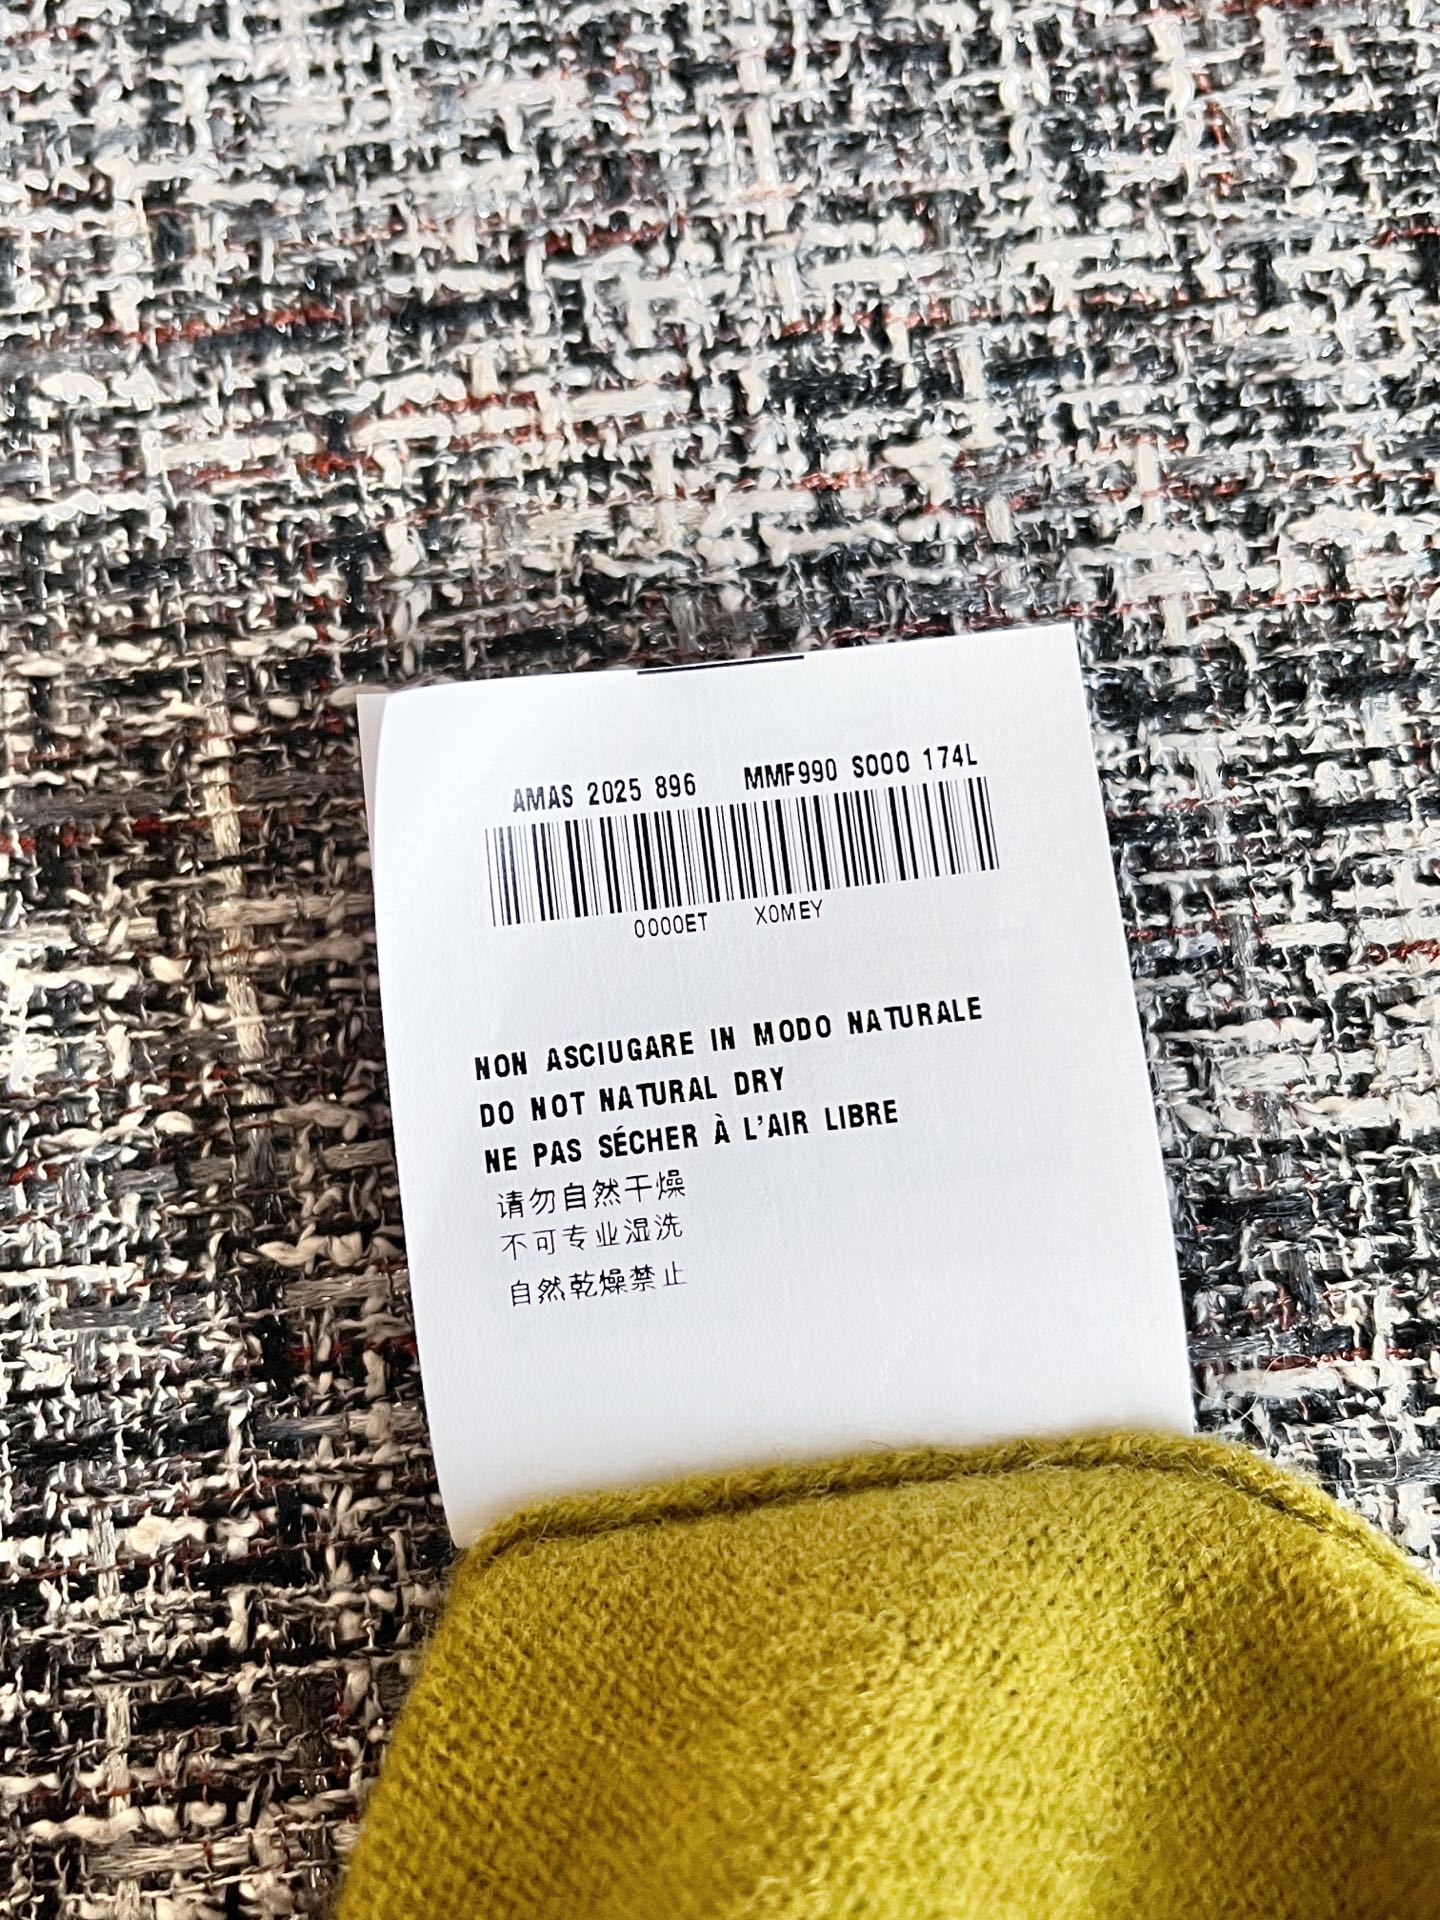 AMAS 2025 896 MMF990 S000 174L
0000ET XOMEY
NON ASCIUGARE IN MODO NATURALE
DO NOT NATURAL DRY
NE PAS SÉCHER À L'AIR LIBRE
请勿自然干燥
不可专业湿洗
自然乾燥禁止